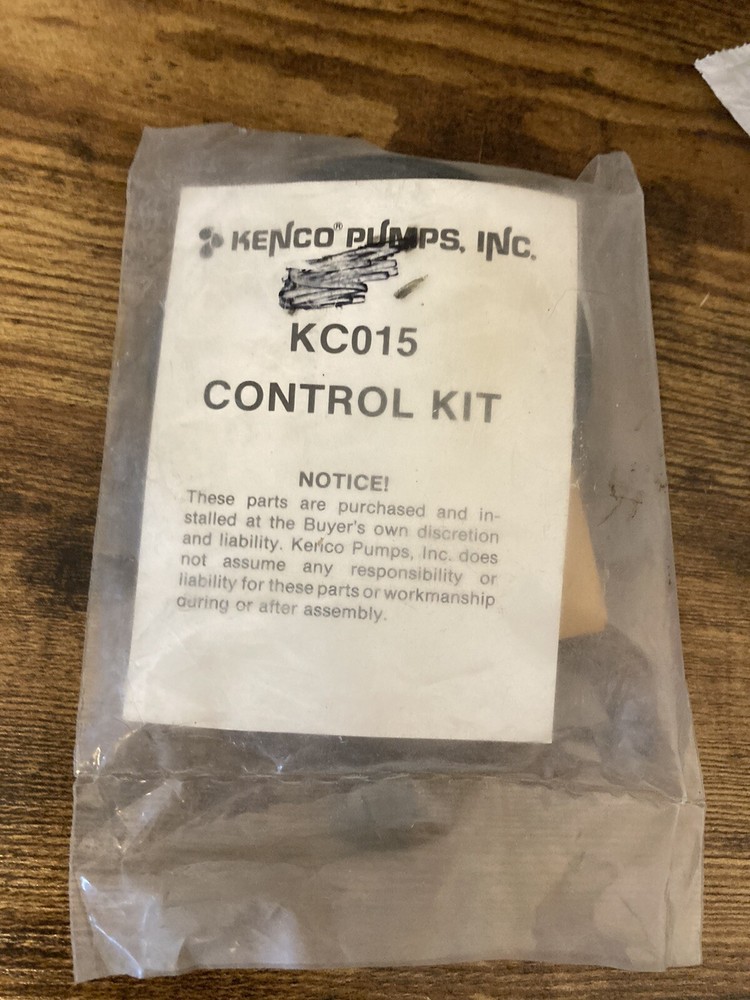 KENCO® PUMPS, INC.
KC015
CONTROL KIT
NOTICE!
These parts are purchased and in-
stalled at the Buyer's own discretion
and liability. Kenco Pumps, Inc. does
not assume any responsibility or
liability for these parts or workmanship
during or after assembly.